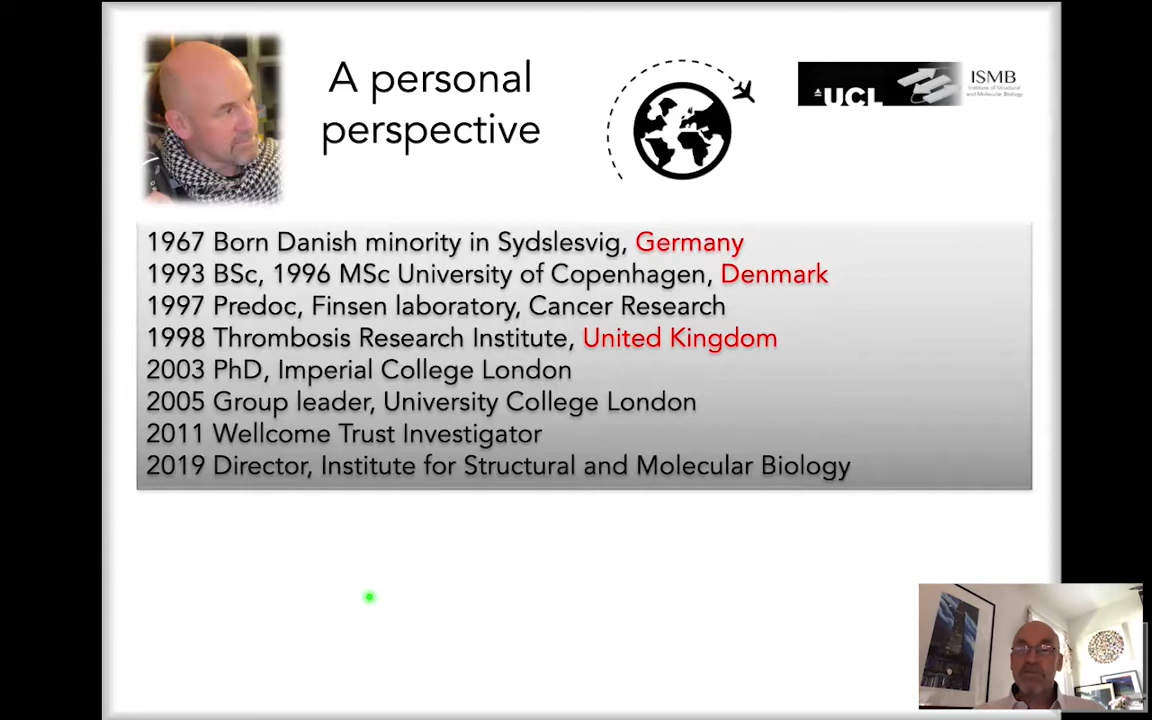 A personal
perspective
UCL
ISMB
Institute of Structural
and Molecular Biology
1967 Born Danish minority in Sydslesvig, Germany
1993 BSc, 1996 MSc University of Copenhagen, Denmark
1997 Predoc, Finsen laboratory, Cancer Research
1998 Thrombosis Research Institute, United Kingdom
2003 PhD, Imperial College London
2005 Group leader, University College London
2011 Wellcome Trust Investigator
2019 Director, Institute for Structural and Molecular Biology